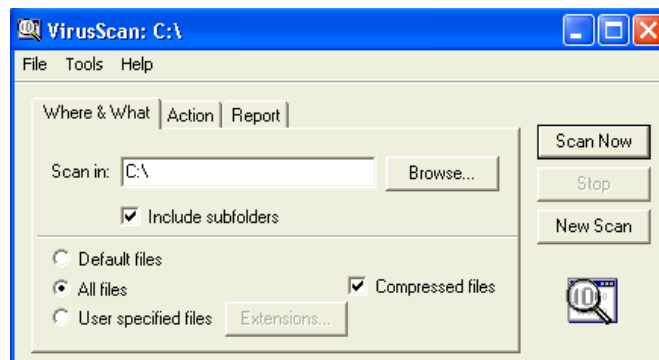 VirusScan: C:\
File Tools Help
Where & What Action Report
Scan in: C:\ Browse...
Include subfolders
Default files
All files
Compressed files
User specified files Extensions...
Scan Now
Stop
New Scan